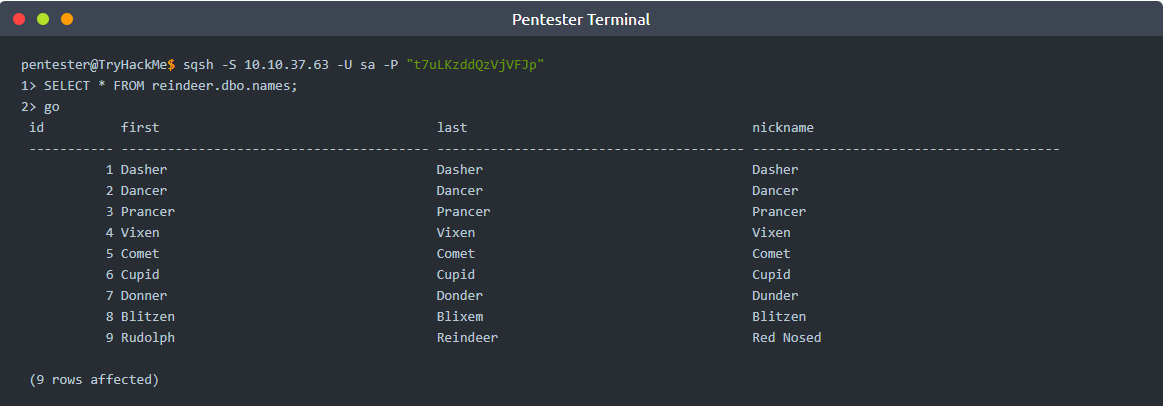 Pentester Terminal
pentester@TryHackMe$ sqsh -S 10.10.37.63 -U sa -P "t7uLKzddQzVjVFJp"
1> SELECT * FROM reindeer.dbo.names;
2> go
 id          first                                    last                                     nickname
 ----------- ---------------------------------------- ---------------------------------------- ----------------------------------------
           1 Dasher                                   Dasher                                   Dasher
           2 Dancer                                   Dancer                                   Dancer
           3 Prancer                                  Prancer                                  Prancer
           4 Vixen                                    Vixen                                    Vixen
           5 Comet                                    Comet                                    Comet
           6 Cupid                                    Cupid                                    Cupid
           7 Donner                                   Donder                                   Dunder
           8 Blitzen                                  Blixem                                   Blitzen
           9 Rudolph                                  Reindeer                                 Red Nosed
 (9 rows affected)